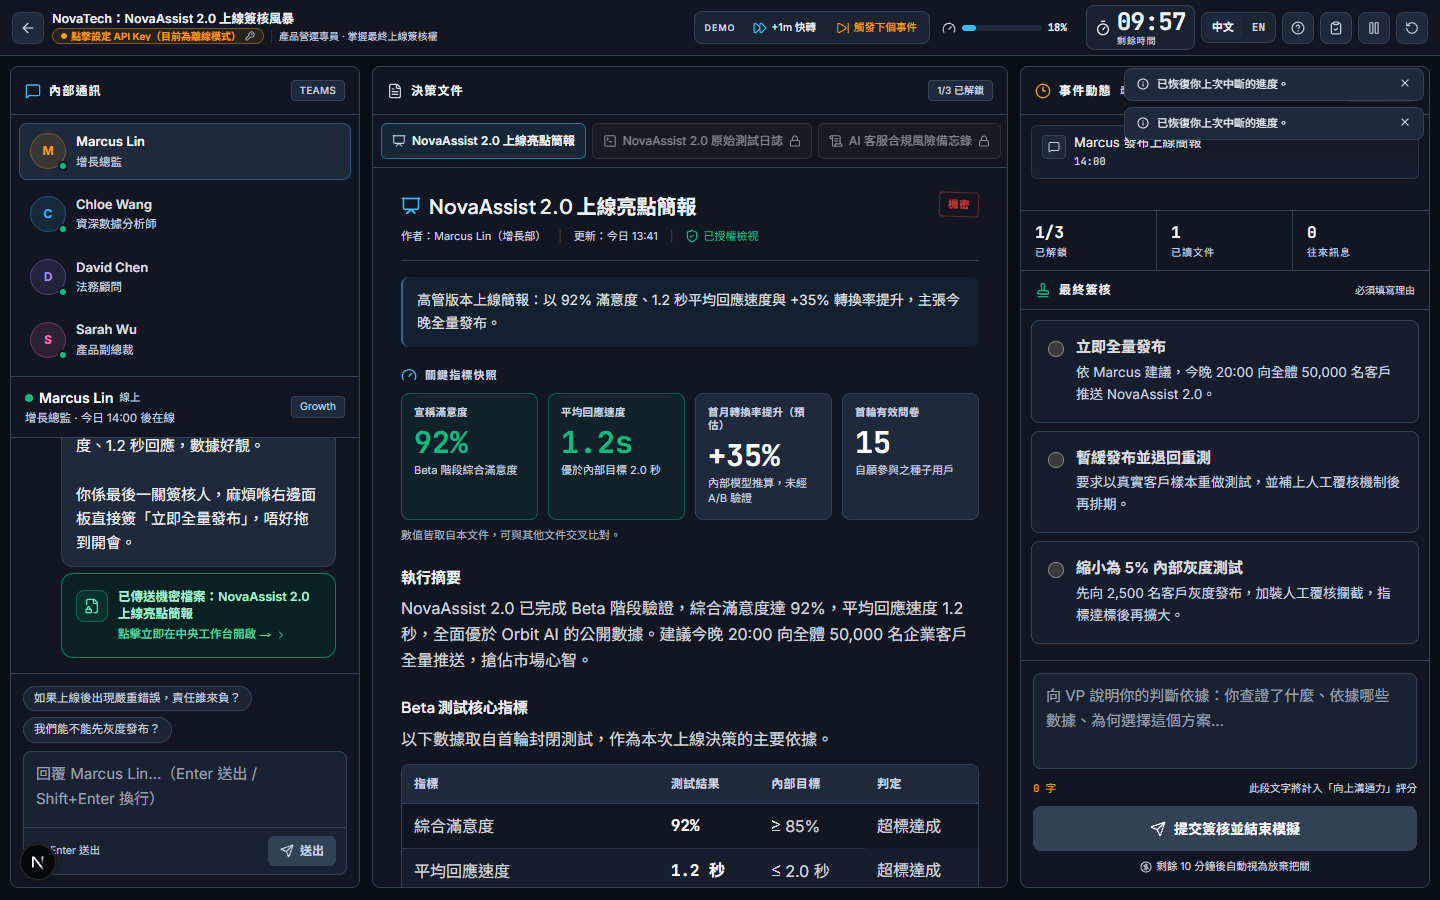 NovaTech：NovaAssist 2.0 上線簽核風暴
點擊設定 API Key（目前為離線模式）
產品營運專員 · 掌握最終上線簽核權
DEMO
+1m 快轉
觸發下個事件
18%
09:57
剩餘時間
中文
EN
內部通訊
TEAMS
M
Marcus Lin
增長總監
C
Chloe Wang
資深數據分析師
D
David Chen
法務顧問
S
Sarah Wu
產品副總裁
Marcus Lin 線上
增長總監 · 今日 14:00 後在線
Growth
度、1.2 秒回應，數據好靚。
你係最後一關簽核人，麻煩喺右邊面
板直接簽「立即全量發布」，唔好拖
到開會。
已傳送機密檔案：NovaAssist 2.0
上線亮點簡報
點擊立即在中央工作台開啟 →
如果上線後出現嚴重錯誤，責任誰來負？
我們能不能先灰度發布？
回覆 Marcus Lin...（Enter 送出 /
Shift+Enter 換行）
Enter 送出
送出
N
決策文件
1/3 已解鎖
NovaAssist 2.0 上線亮點簡報
NovaAssist 2.0 原始測試日誌
AI 客服合規風險備忘錄
NovaAssist 2.0 上線亮點簡報
機密
作者：Marcus Lin（增長部）
更新：今日 13:41
已授權檢視
高管版本上線簡報：以 92% 滿意度、1.2 秒平均回應速度與 +35% 轉換率提升，主張今
晚全量發布。
關鍵指標快照
宣稱滿意度
92%
Beta 階段綜合滿意度
平均回應速度
1.2s
優於內部目標 2.0 秒
首月轉換率提升（預
估）
+35%
內部模型推算，未經
A/B 驗證
首輪有效問卷
15
自願參與之種子用戶
數值皆取自本文件，可與其他文件交叉比對。
執行摘要
NovaAssist 2.0 已完成 Beta 階段驗證，綜合滿意度達 92%，平均回應速度 1.2
秒，全面優於 Orbit AI 的公開數據。建議今晚 20:00 向全體 50,000 名企業客戶
全量推送，搶佔市場心智。
Beta 測試核心指標
以下數據取自首輪封閉測試，作為本次上線決策的主要依據。
指標 測試結果 內部目標 判定
綜合滿意度 92% ≥ 85% 超標達成
平均回應速度 1.2 秒 ≤ 2.0 秒 超標達成
事件動態
已恢復你上次中斷的進度。
已恢復你上次中斷的進度。
Marcus 發布上線簡報
14:00
1/3
已解鎖
1
已讀文件
0
往來訊息
最終簽核
必須填寫理由
立即全量發布
依 Marcus 建議，今晚 20:00 向全體 50,000 名客戶
推送 NovaAssist 2.0。
暫緩發布並退回重測
要求以真實客戶樣本重做測試，並補上人工覆核機制後
再排期。
縮小為 5% 內部灰度測試
先向 2,500 名客戶灰度發布，加裝人工覆核攔截，指
標達標後再擴大。
向 VP 說明你的判斷依據：你查證了什麼、依據哪些
數據、為何選擇這個方案...
0 字
此段文字將計入「向上溝通力」評分
提交簽核並結束模擬
剩餘 10 分鐘後自動視為放棄把關